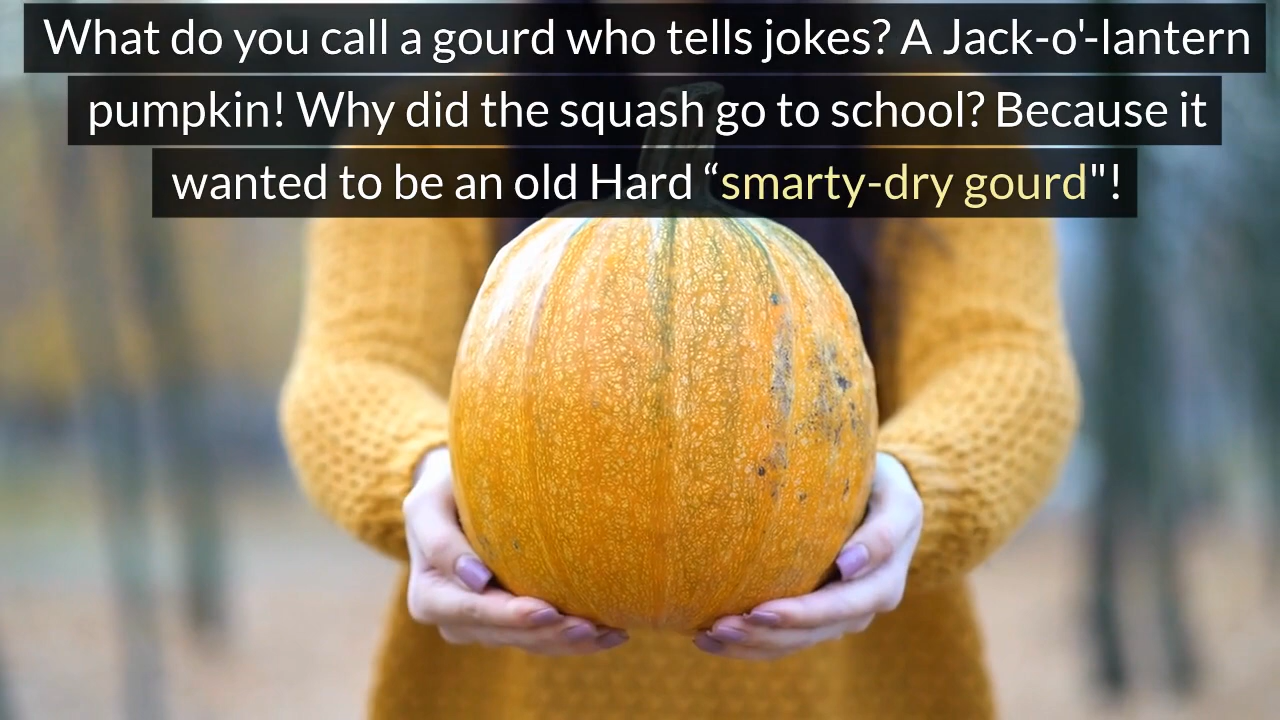 What do you call a gourd who tells jokes? A Jack-o'-lantern
pumpkin! Why did the squash go to school? Because it
wanted to be an old Hard “smarty-dry gourd"!